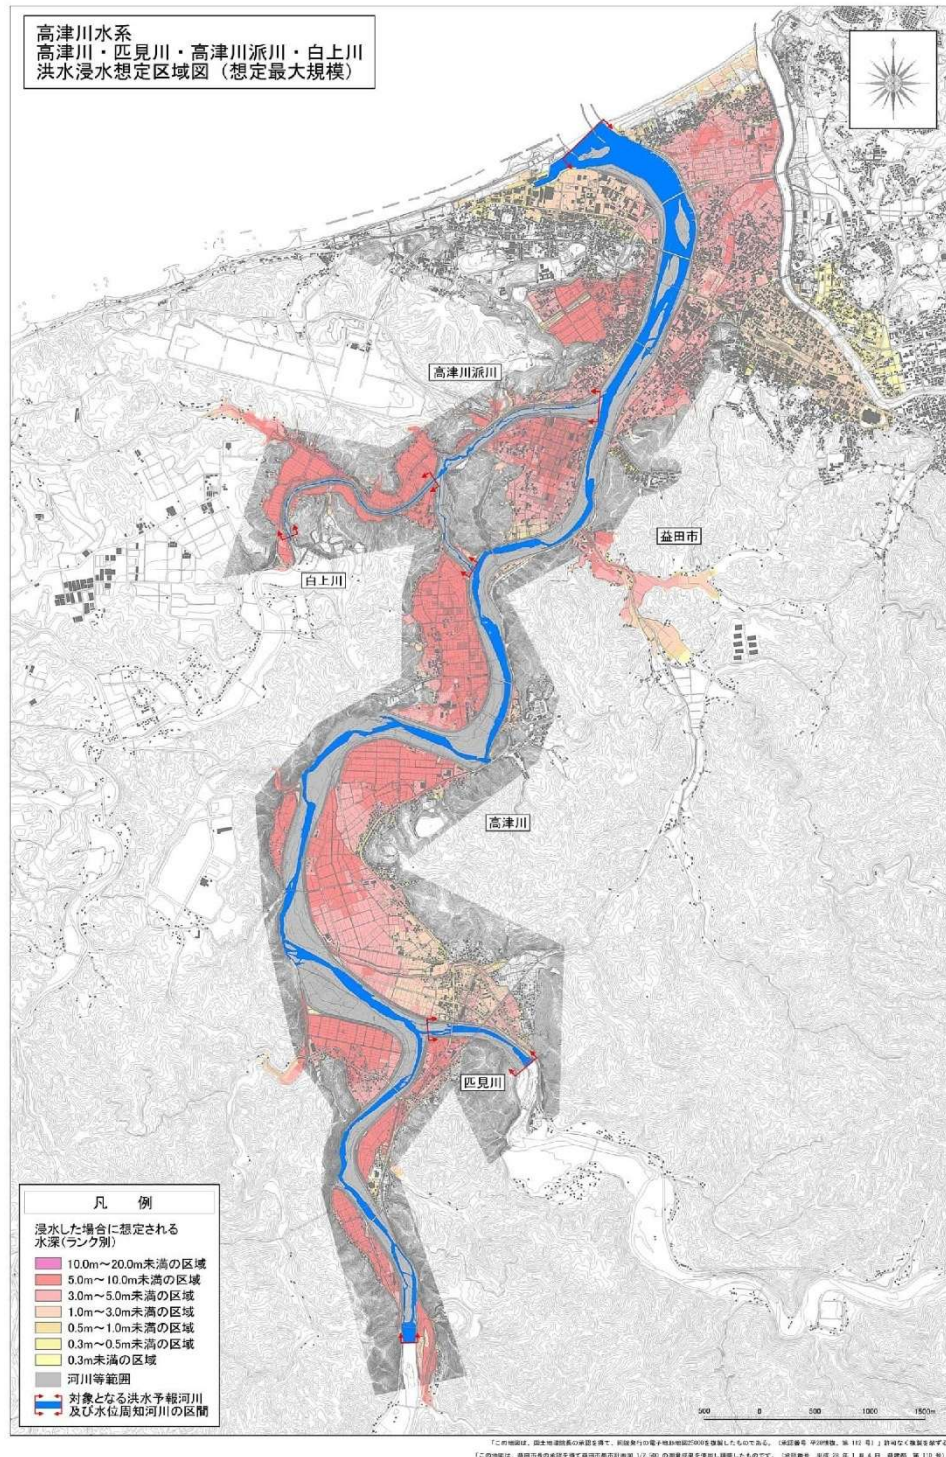 高津川水系
高津川・匹見川・高津川派川・白上川
洪水浸水想定区域図（想定最大規模）
高津川派川
益田市
白上川
高津川
匹見川
凡 例
浸水した場合に想定される
水深(ランク別)
10.0m～20.0m未満の区域
5.0m～10.0m未満の区域
3.0m～5.0m未満の区域
1.0m～3.0m未満の区域
0.5m～1.0m未満の区域
0.3m～0.5m未満の区域
0.3m未満の区域
河川等範囲
対象となる洪水予報河川
及び水位周知河川の区間
500 0 500 1000 1500m